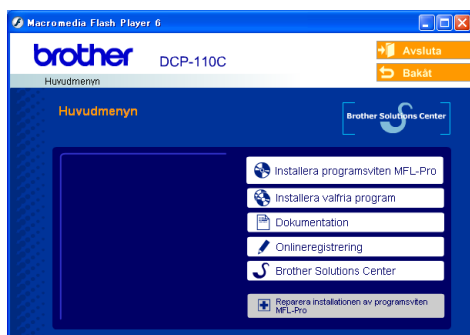 Macromedia Flash Player 6
brother
DCP-110C
Avsluta
Bakåt
Huvudmenyn
Huvudmenyn
Brother Solutions Center
Installera programsviten MFL-Pro
Installera valfria program
Dokumentation
Onlineregistrering
Brother Solutions Center
Reparera installationen av programsviten
MFL-Pro